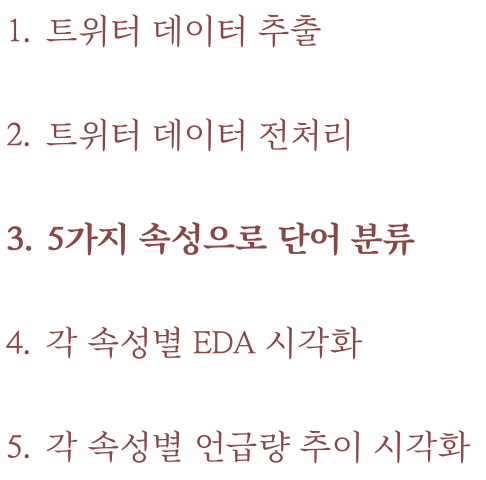 1. 트위터 데이터 추출
2. 트위터 데이터 전처리
3. 5가지 속성으로 단어 분류
4. 각 속성별 EDA 시각화
5. 각 속성별 언급량 추이 시각화